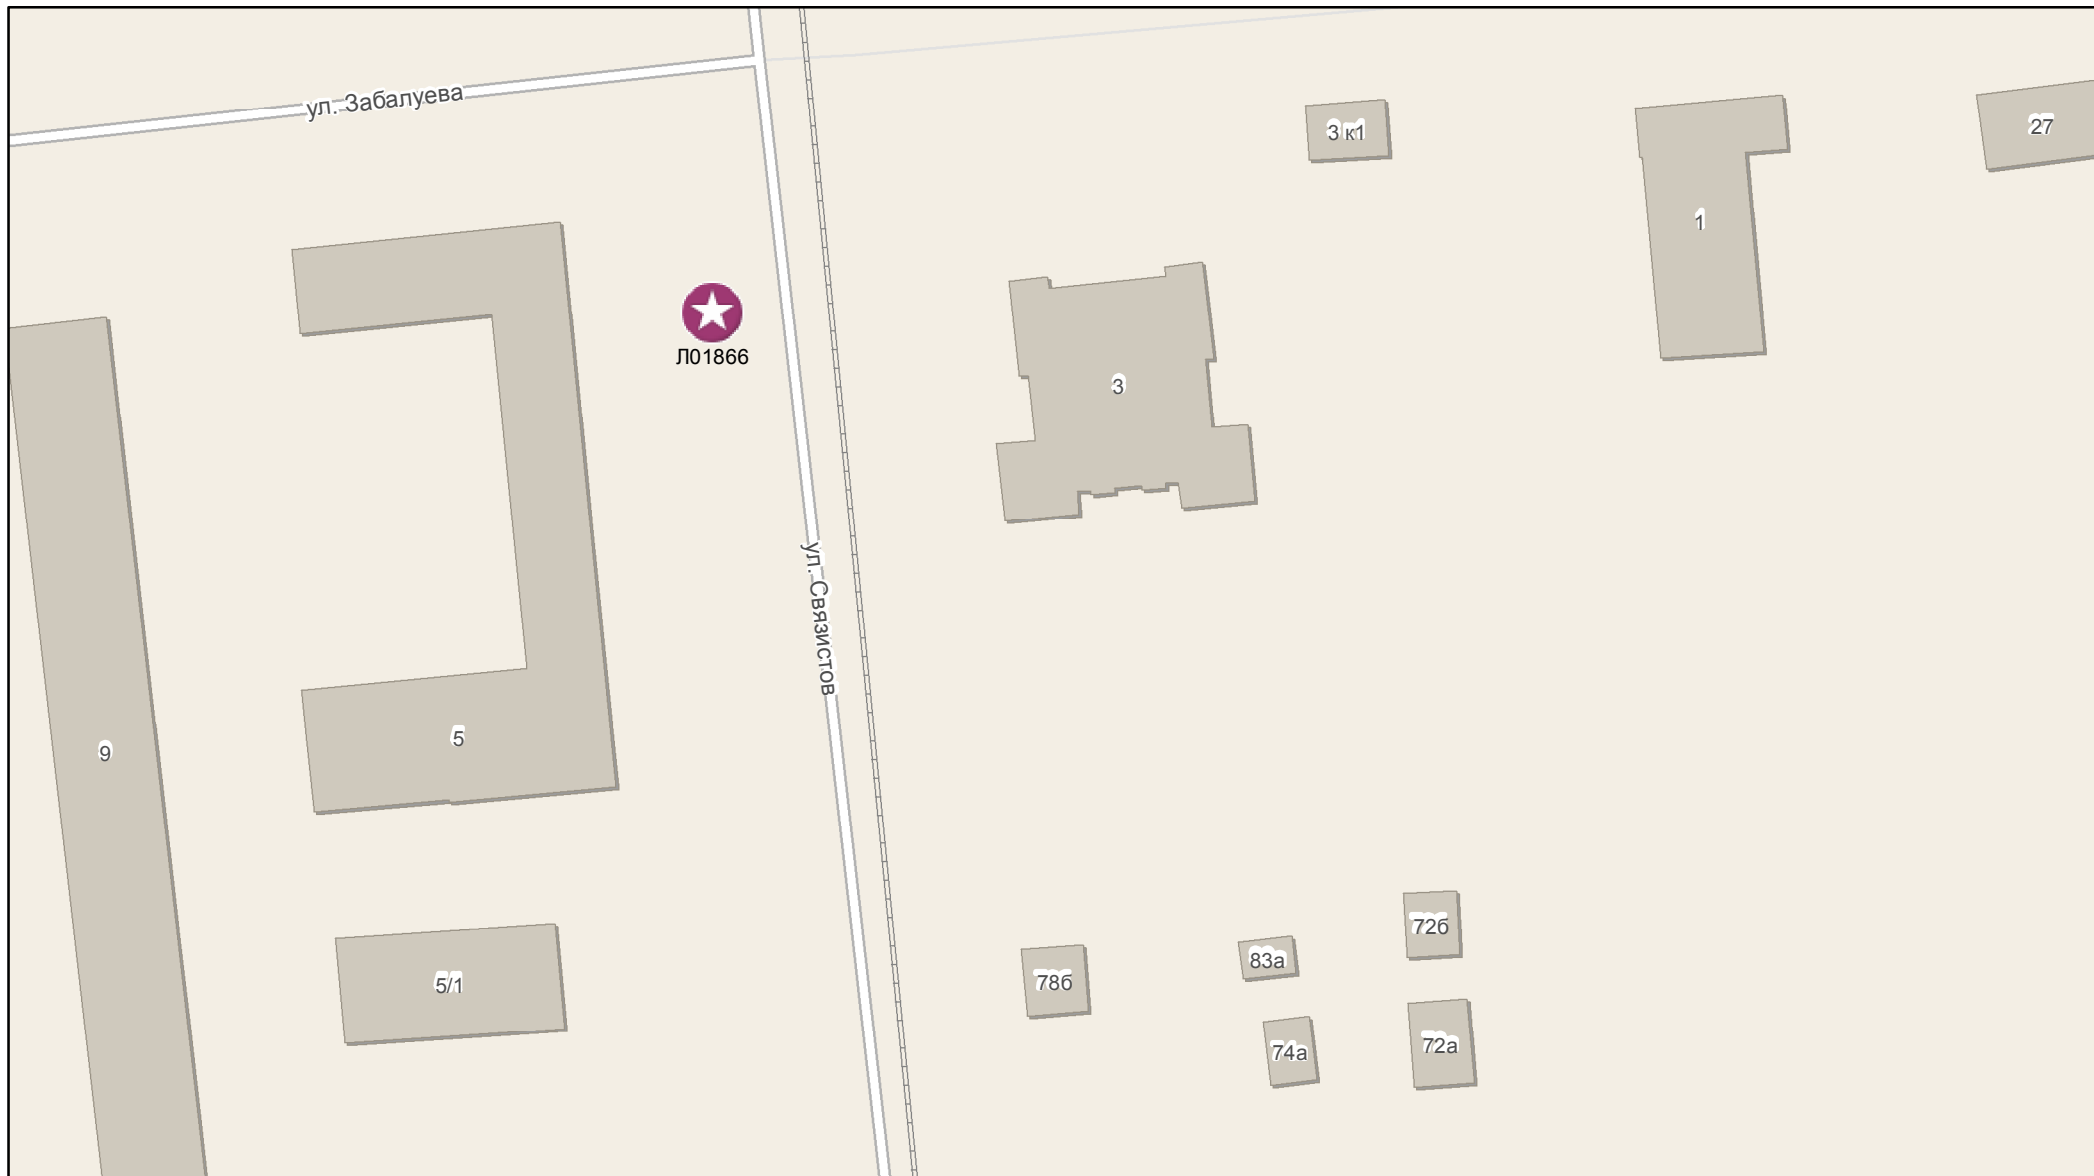 ул. Забалуева
3 к1
27
1
Л01866
3
ул. Связистов
5
9
72б
83а
78б
5/1
72а
74а